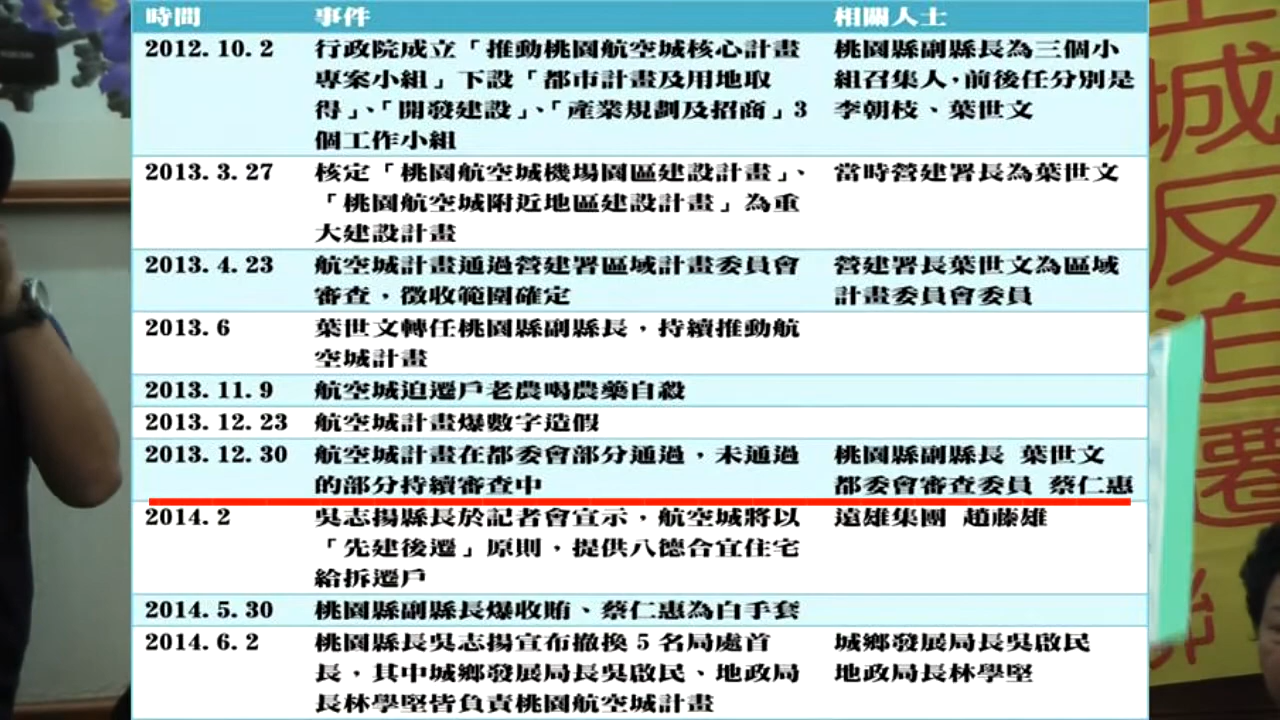 時間 事件 相關人士
2012.10.2 行政院成立「推動桃園航空城核心計畫 桃園縣副縣長為三個小
專案小組」下設「都市計畫及用地取 組召集人,前後任分別是
得」、「開發建設」、「產業規劃及招商」3 李朝枝、葉世文
個工作小組
2013.3.27 核定「桃園航空城機場園區建設計畫」、 當時營建署長為葉世文
「桃園航空城附近地區建設計畫」為重
大建設計畫
2013.4.23 航空城計畫通過營建署區域計畫委員會 營建署長葉世文為區域
審查,徵收範圍確定 計畫委員會委員
2013.6 葉世文轉任桃園縣副縣長,持續推動航
空城計畫
2013.11.9 航空城迫遷戶老農喝農藥自殺
2013.12.23 航空城計畫爆數字造假
2013.12.30 航空城計畫在都委會部分通過,未通過 桃園縣副縣長 葉世文
的部分持續審查中 都委會審查委員 蔡仁惠
2014.2 吳志揚縣長於記者會宣示,航空城將以 遠雄集團 趙藤雄
「先建後遷」原則,提供八德合宜住宅
給拆遷戶
2014.5.30 桃園縣副縣長爆收賄、蔡仁惠為白手套
2014.6.2 桃園縣長吳志揚宣布撤換 5 名局處首 城鄉發展局長吳啟民
長,其中城鄉發展局長吳啟民、地政局 地政局長林學堅
長林學堅皆負責桃園航空城計畫
城反迫遷